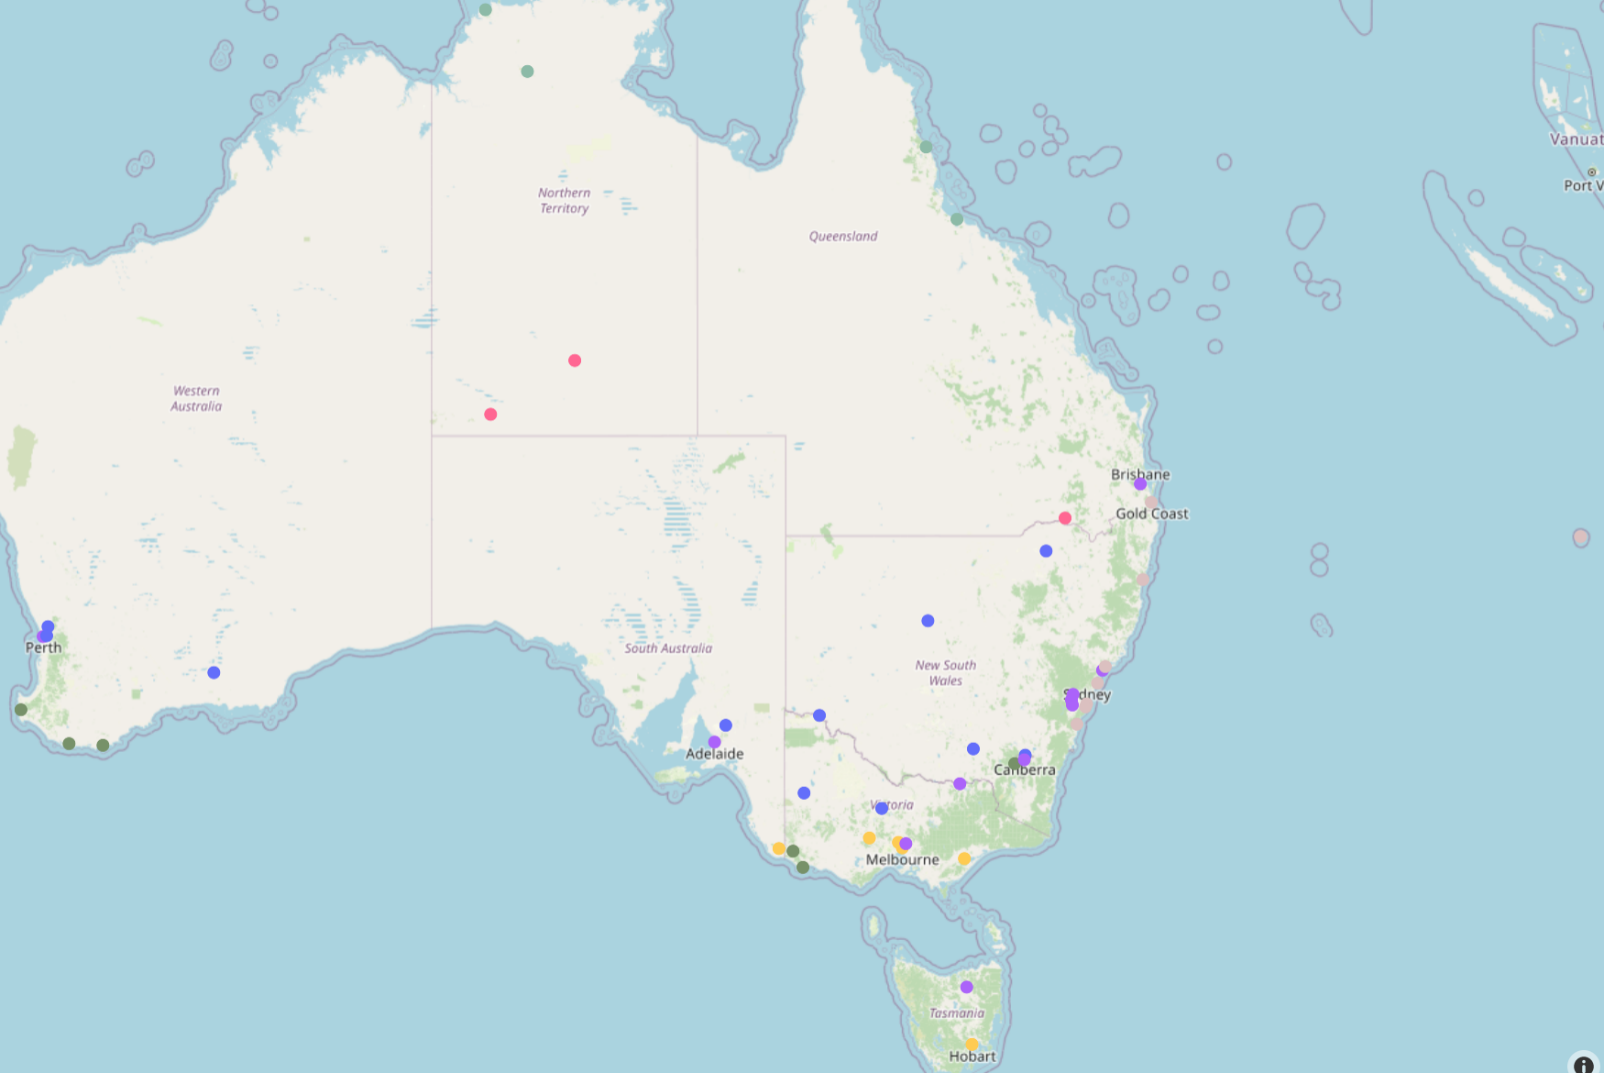 Vanuat
Port V
Northern
Territory
Queensland
Western
Australia
Brisbane
Gold Coast
South Australia
Perth
New South
Wales
Sydney
Adelaide
Canberra
Victoria
Melbourne
Tasmania
Hobart
i